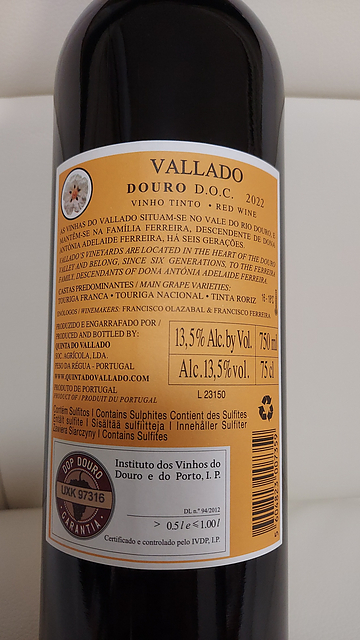 VALLADO
DOURO D.O.C. 2022
VINHO TINTO • RED WINE
AS VINHAS DO VALLADO SITUAM-SE NO VALE DO RIO DOURO, E
MANTÊM-SE NA FAMÍLIA FERREIRA, DESCENDENTE DE DONA
ANTÓNIA ADELAIDE FERREIRA, HÁ SEIS GERAÇÕES.
VALLADO'S VINEYARDS ARE LOCATED IN THE HEART OF THE DOURO
VALLEY AND BELONG, SINCE SIX GENERATIONS, TO THE FERREIRA
FAMILY, DESCENDANTS OF DONA ANTÓNIA ADELAIDE FERREIRA.
CASTAS PREDOMINANTES / MAIN GRAPE VARIETIES:
TOURIGA FRANCA • TOURIGA NACIONAL • TINTA RORIZ 16 - 18°C
ENÓLOGOS / WINEMAKERS: FRANCISCO OLAZABAL & FRANCISCO FERREIRA
PRODUZIDO E ENGARRAFADO POR /
PRODUCED AND BOTTLED BY:
QUINTA DO VALLADO
SOC. AGRÍCOLA, LDA.
PESO DA RÉGUA - PORTUGAL
WWW.QUINTADOVALLADO.COM
PRODUTO DE PORTUGAL
PRODUCT OF / PRODUIT DU PORTUGAL
13,5% Alc. by Vol. 750 ml
Alc. 13,5% vol. 75 cl
L 23150
Contém Sulfitos | Contains Sulphites Contient des Sulfites
Enthält sulfite | Sisältää sulfiitteja | Innehåller Sulfiter
Zawiera Siarczyny | Contains Sulfites
DOP DOURO
UXK 97316
GARANTIA
Instituto dos Vinhos do
Douro e do Porto, I. P.
DL n.º 94/2012
> 0.5 l e ≤ 1.00 l
Certificado e controlado pelo IVDP, I.P.